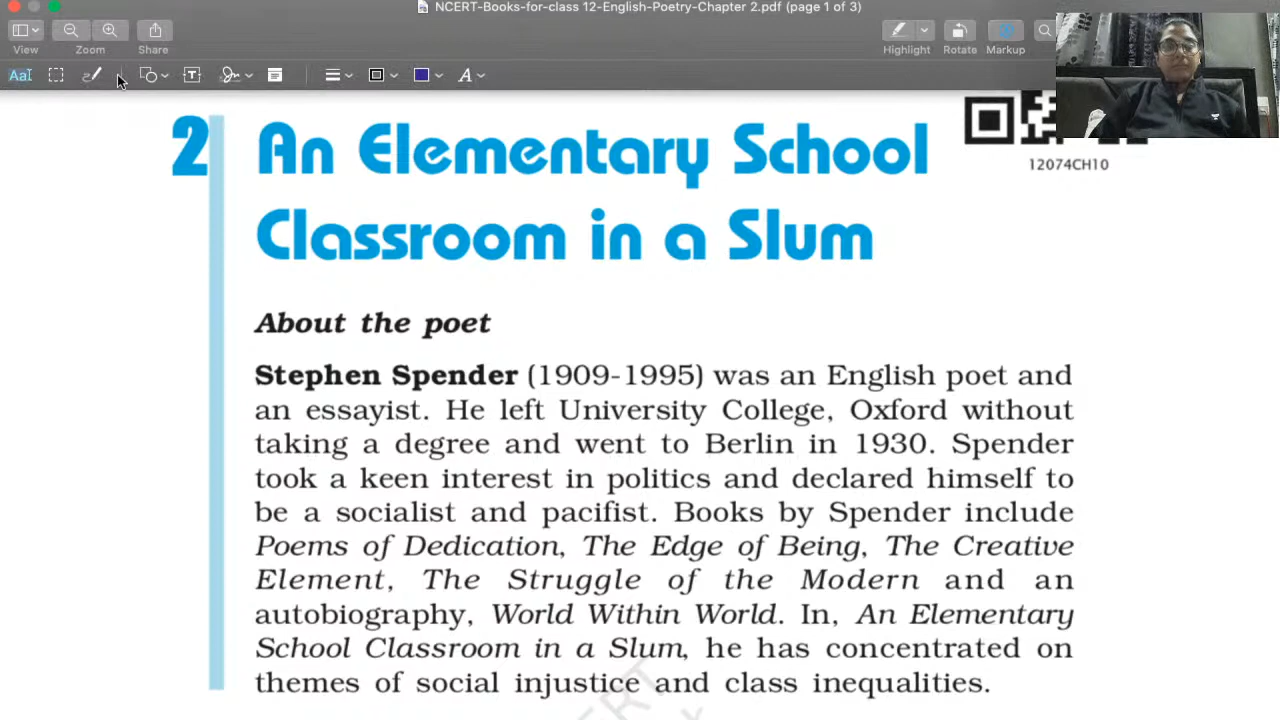 NCERT-Books-for class 12-English-Poetry-Chapter 2.pdf (page 1 of 3)
View Zoom Share Highlight Rotate Markup
AaI T A
2 An Elementary School
Classroom in a Slum
12074CH10
About the poet
Stephen Spender (1909-1995) was an English poet and
an essayist. He left University College, Oxford without
taking a degree and went to Berlin in 1930. Spender
took a keen interest in politics and declared himself to
be a socialist and pacifist. Books by Spender include
Poems of Dedication, The Edge of Being, The Creative
Element, The Struggle of the Modern and an
autobiography, World Within World. In, An Elementary
School Classroom in a Slum, he has concentrated on
themes of social injustice and class inequalities.